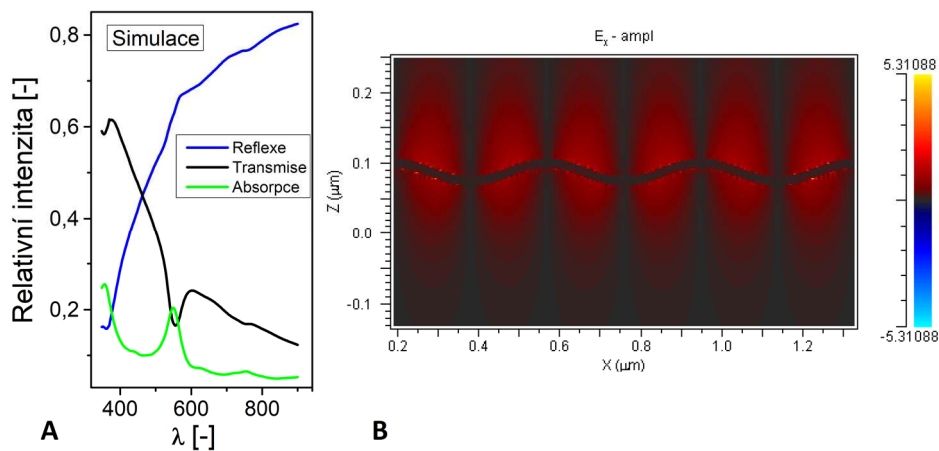 Simulace
Relativní intenzita [-]
0,8
0,6
0,4
0,2
Reflexe
Transmise
Absorpce
400
600
800
λ [-]
A
Eₓ - ampl
Z (μm)
0.2
0.1
0.0
-0.1
0.2
0.4
0.6
0.8
1.0
1.2
X (μm)
5.31088
-5.31088
B